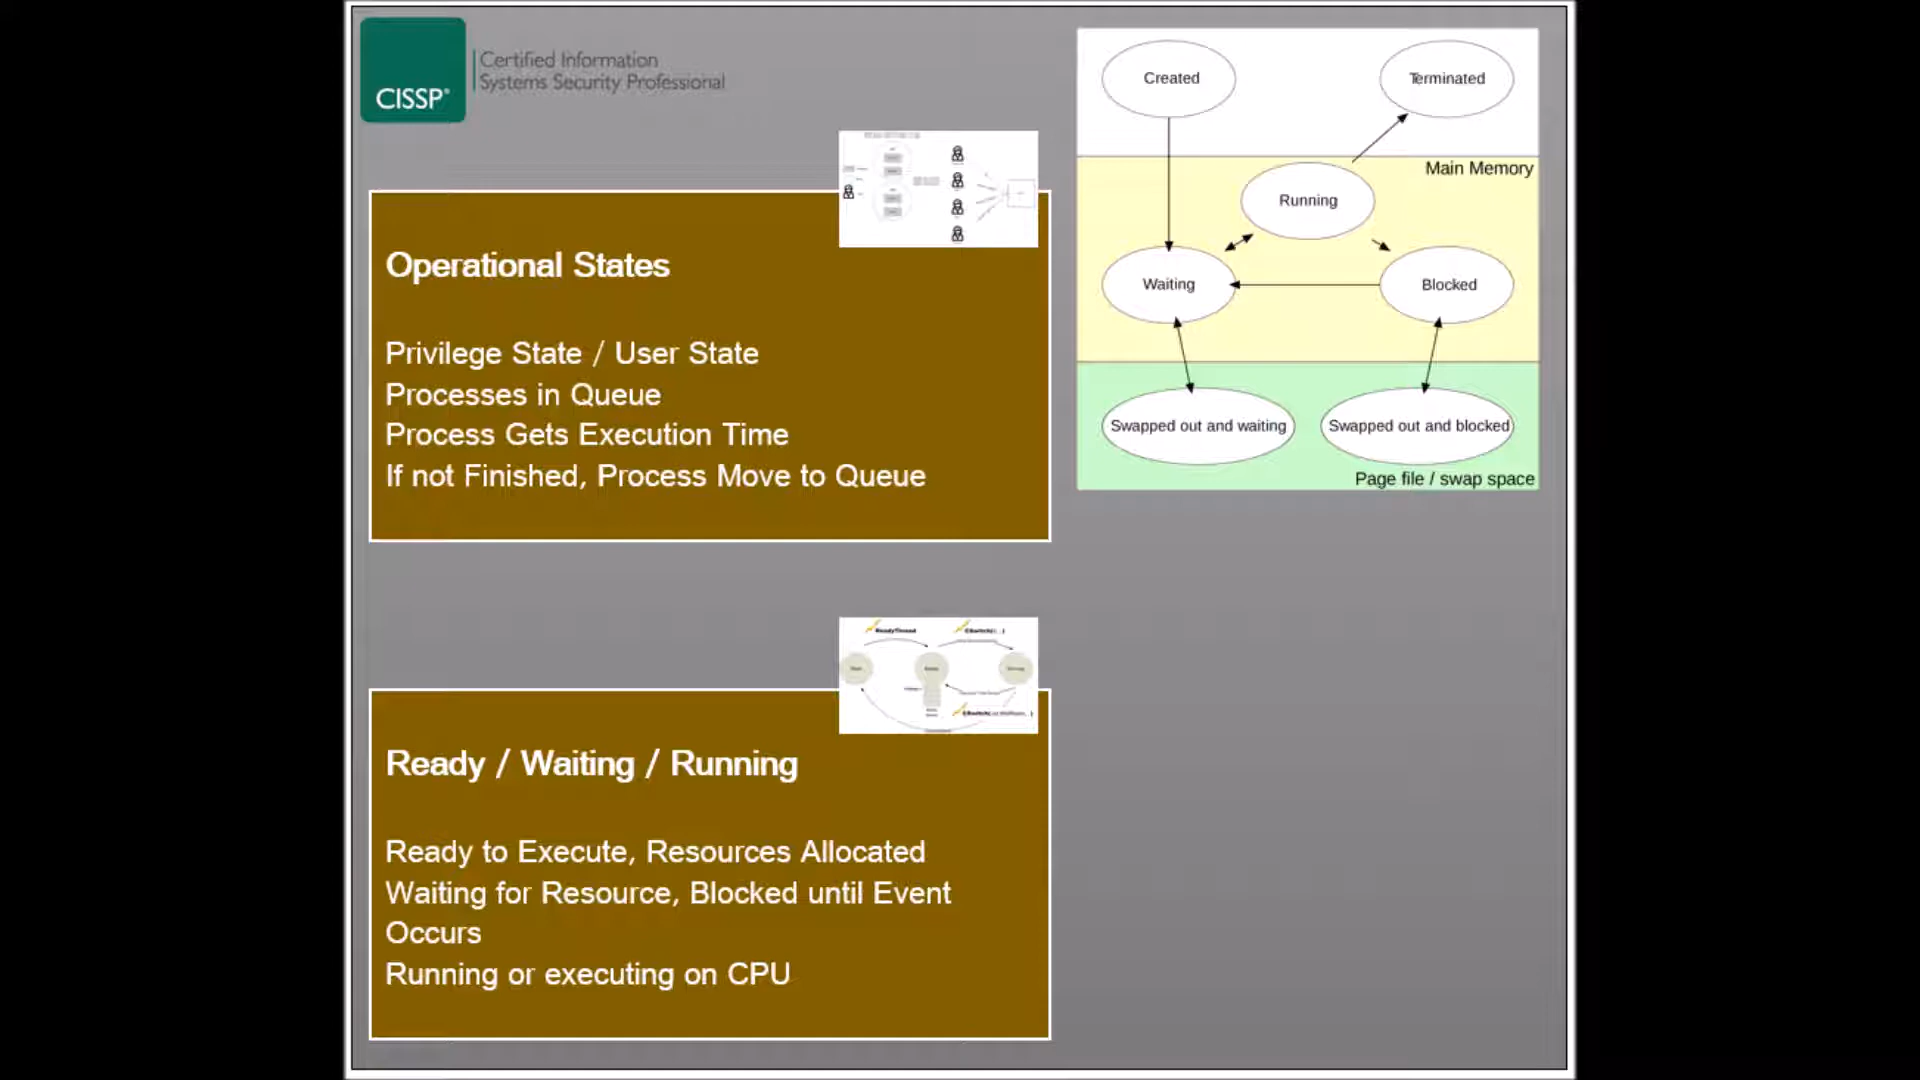 CISSP®
Certified Information
Systems Security Professional
Operational States
Privilege State / User State
Processes in Queue
Process Gets Execution Time
If not Finished, Process Move to Queue
Created
Terminated
Main Memory
Running
Waiting
Blocked
Swapped out and waiting
Swapped out and blocked
Page file / swap space
ReadyThread
CSwitch(...)
Ready / Waiting / Running
Ready to Execute, Resources Allocated
Waiting for Resource, Blocked until Event
Occurs
Running or executing on CPU